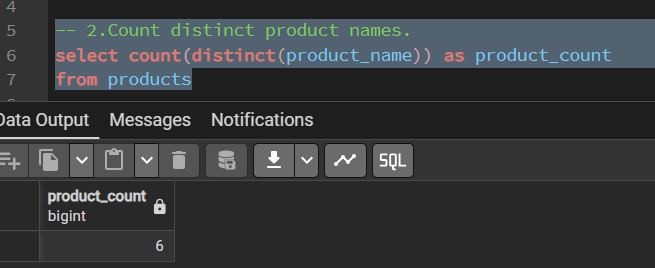 4
5 -- 2.Count distinct product names.
6 select count(distinct(product_name)) as product_count
7 from products
Data Output Messages Notifications
SQL
product_count
bigint
6